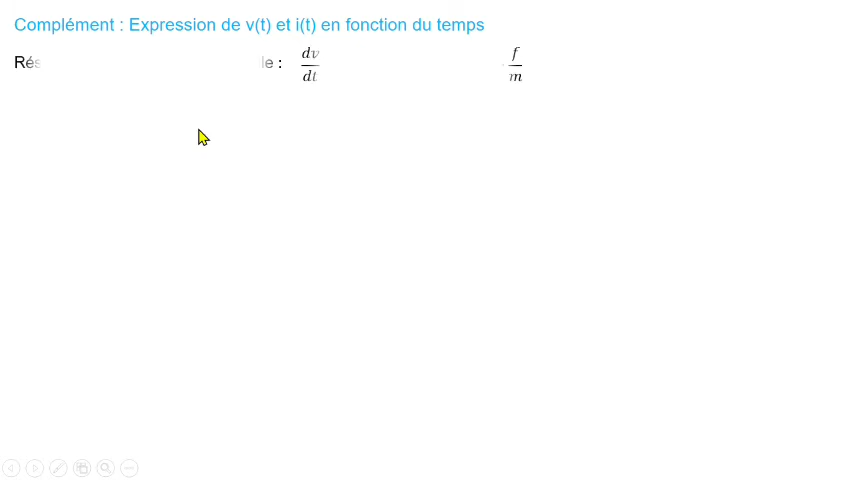 Complément : Expression de v(t) et i(t) en fonction du temps
Rés le : dv/dt f/m